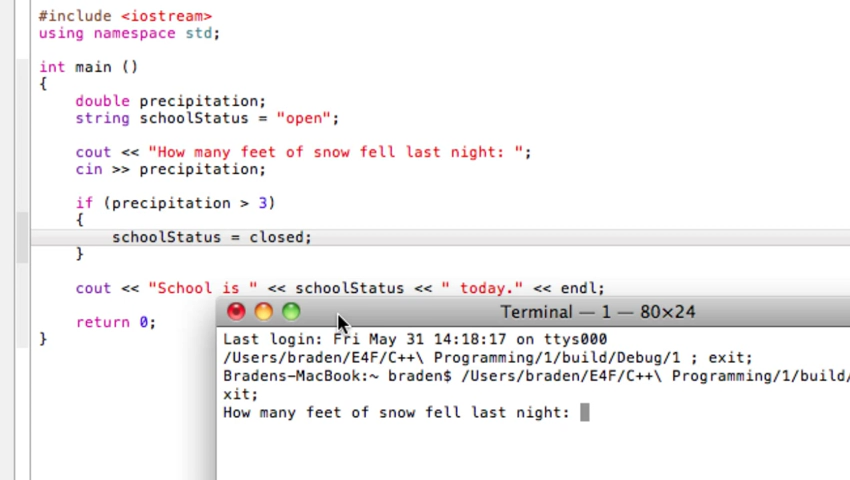 #include <iostream>
using namespace std;
int main ()
{
double precipitation;
string schoolStatus = "open";
cout << "How many feet of snow fell last night: ";
cin >> precipitation;
if (precipitation > 3)
{
schoolStatus = closed;
}
cout << "School is " << schoolStatus << " today." << endl;
return 0;
}
Terminal — 1 — 80×24
Last login: Fri May 31 14:18:17 on ttys000
/Users/braden/E4F/C++\ Programming/1/build/Debug/1 ; exit;
Bradens-MacBook:~ braden$ /Users/braden/E4F/C++\ Programming/1/build/
xit;
How many feet of snow fell last night: